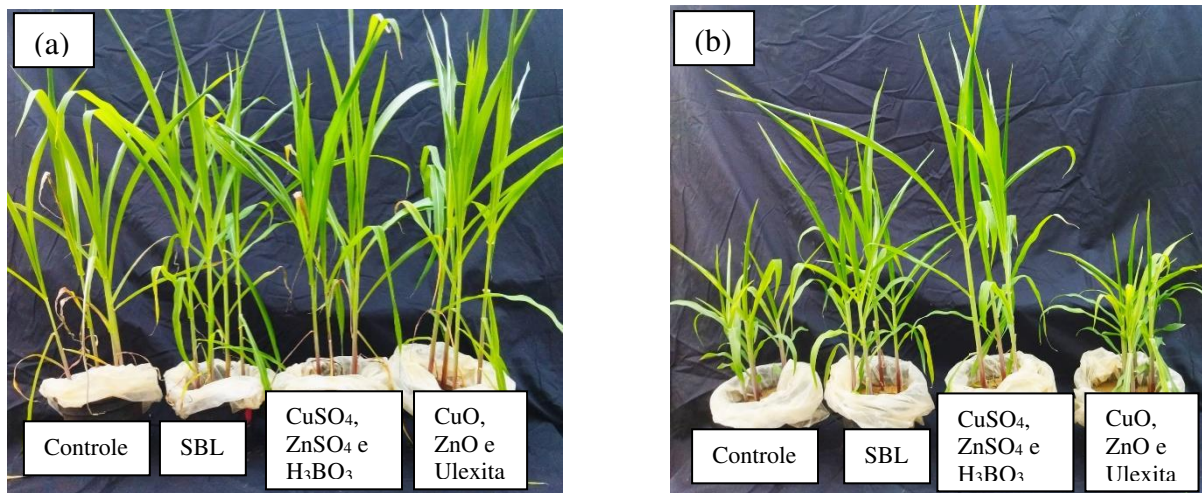 (a)
Controle
SBL
CuSO₄,
ZnSO₄ e
H₃BO₃
CuO,
ZnO e
Ulexita
(b)
Controle
SBL
CuSO₄,
ZnSO₄ e
H₃BO₃
CuO,
ZnO e
Ulexita